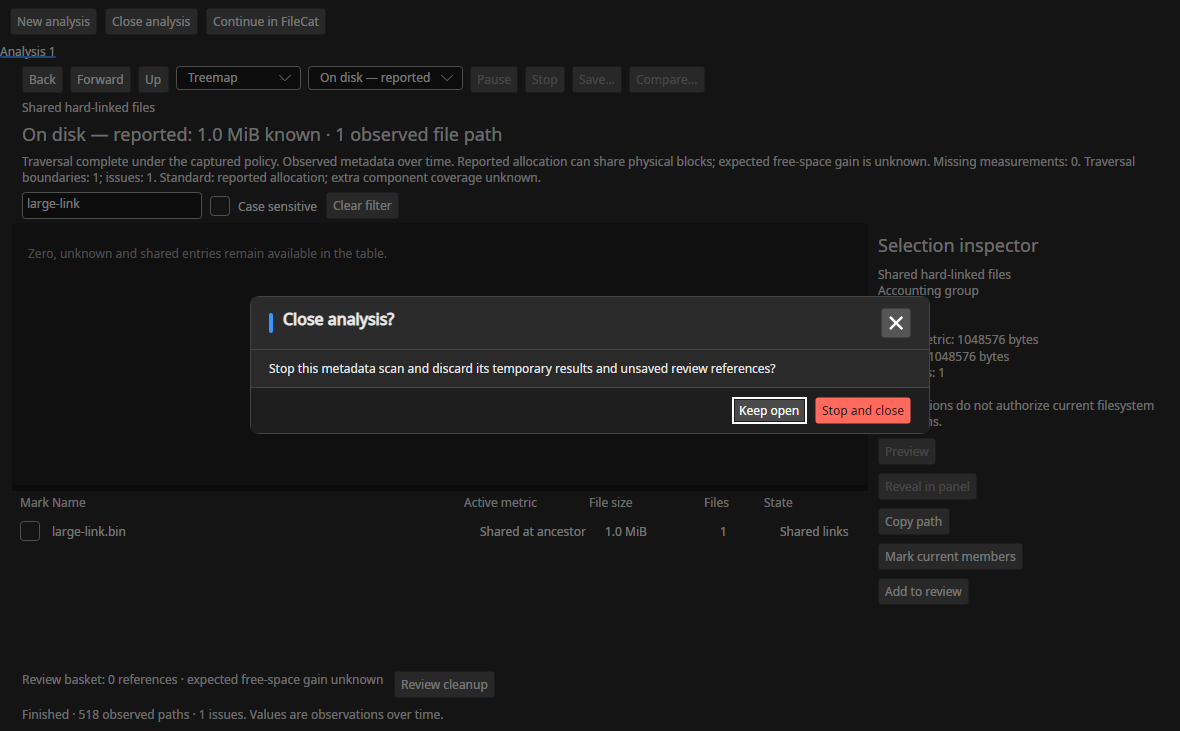 New analysis Close analysis Continue in FileCat
Analysis 1
Back Forward Up Treemap On disk — reported Pause Stop Save... Compare...
Shared hard-linked files
On disk — reported: 1.0 MiB known · 1 observed file path
Traversal complete under the captured policy. Observed metadata over time. Reported allocation can share physical blocks; expected free-space gain is unknown. Missing measurements: 0. Traversal
boundaries: 1; issues: 1. Standard: reported allocation; extra component coverage unknown.
large-link Case sensitive Clear filter
Zero, unknown and shared entries remain available in the table.
Selection inspector
Shared hard-linked files
Accounting group
Close analysis?
Stop this metadata scan and discard its temporary results and unsaved review references?
Keep open Stop and close
1048576 bytes
1048576 bytes
: 1
do not authorize current filesystem
Preview
Reveal in panel
Copy path
Mark current members
Add to review
Mark Name Active metric File size Files State
large-link.bin Shared at ancestor 1.0 MiB 1 Shared links
Review basket: 0 references · expected free-space gain unknown Review cleanup
Finished · 518 observed paths · 1 issues. Values are observations over time.